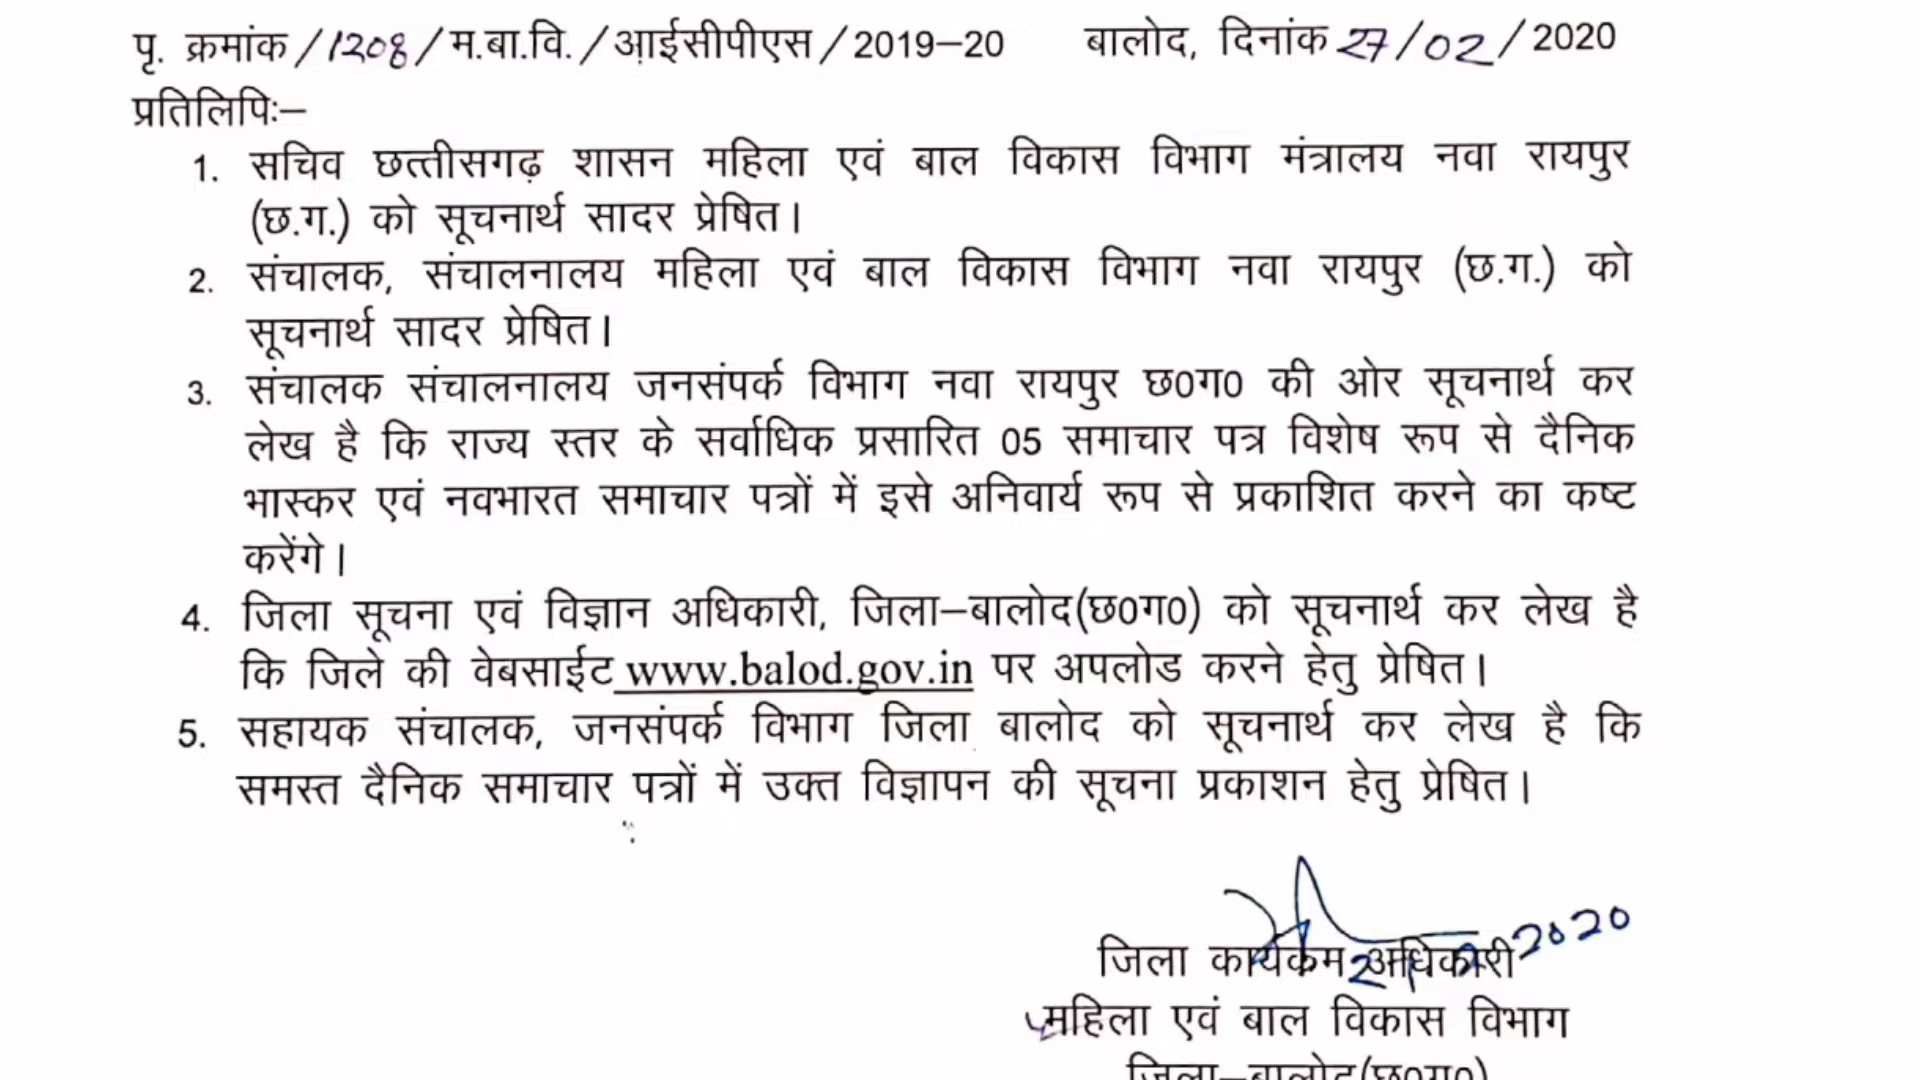 पृ. क्रमांक /1208/म.बा.वि./आईसीपीएस/2019–20 बालोद, दिनांक 27/02/2020
प्रतिलिपिः–
1. सचिव छत्तीसगढ़ शासन महिला एवं बाल विकास विभाग मंत्रालय नवा रायपुर
(छ.ग.) को सूचनार्थ सादर प्रेषित।
2. संचालक, संचालनालय महिला एवं बाल विकास विभाग नवा रायपुर (छ.ग.) को
सूचनार्थ सादर प्रेषित।
3. संचालक संचालनालय जनसंपर्क विभाग नवा रायपुर छ0ग0 की ओर सूचनार्थ कर
लेख है कि राज्य स्तर के सर्वाधिक प्रसारित 05 समाचार पत्र विशेष रूप से दैनिक
भास्कर एवं नवभारत समाचार पत्रों में इसे अनिवार्य रूप से प्रकाशित करने का कष्ट
करेंगे।
4. जिला सूचना एवं विज्ञान अधिकारी, जिला–बालोद(छ0ग0) को सूचनार्थ कर लेख है
कि जिले की वेबसाईट www.balod.gov.in पर अपलोड करने हेतु प्रेषित।
5. सहायक संचालक, जनसंपर्क विभाग जिला बालोद को सूचनार्थ कर लेख है कि
समस्त दैनिक समाचार पत्रों में उक्त विज्ञापन की सूचना प्रकाशन हेतु प्रेषित।
2020
जिला कार्यकम अधिकारी
महिला एवं बाल विकास विभाग
जिला–बालोद(छ0ग0)